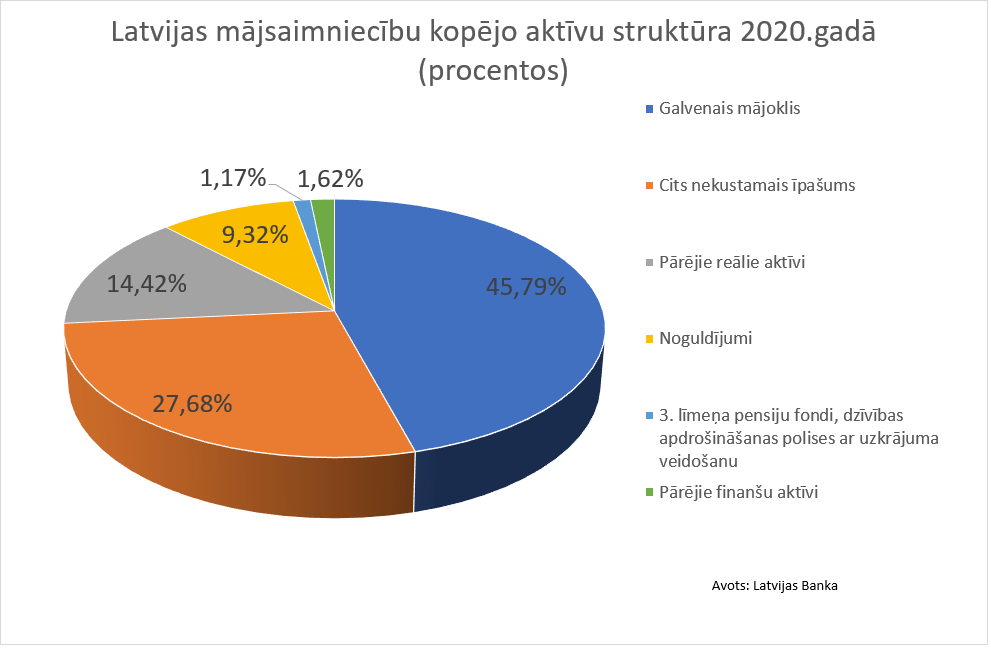 Latvijas mājsaimniecību kopējo aktīvu struktūra 2020.gadā
(procentos)
1,17%
1,62%
9,32%
14,42%
45,79%
27,68%
Galvenais mājoklis
Cits nekustamais īpašums
Pārējie reālie aktīvi
Noguldījumi
3. līmeņa pensiju fondi, dzīvības
apdrošināšanas polises ar uzkrājuma
veidošanu
Pārējie finanšu aktīvi
Avots: Latvijas Banka